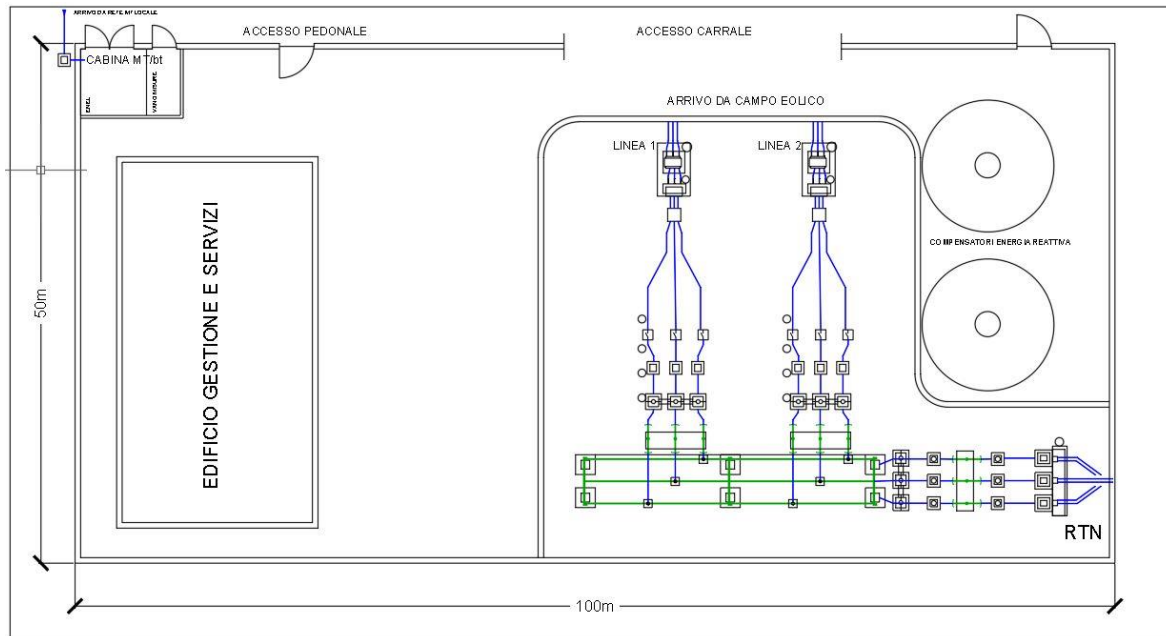 ARRIVO DA RETE MT LOCALE
ACCESSO PEDONALE
ACCESSO CARRALE
CABINA MT/bt
ENEL
VANO MISURE
ARRIVO DA CAMPO EOLICO
LINEA 1
LINEA 2
EDIFICIO GESTIONE E SERVIZI
COMPENSATORI ENERGIA REATTIVA
50m
RTN
100m